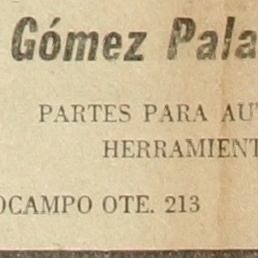 Gómez Pala
PARTES PARA AU
HERRAMIENT
OCAMPO OTE. 213